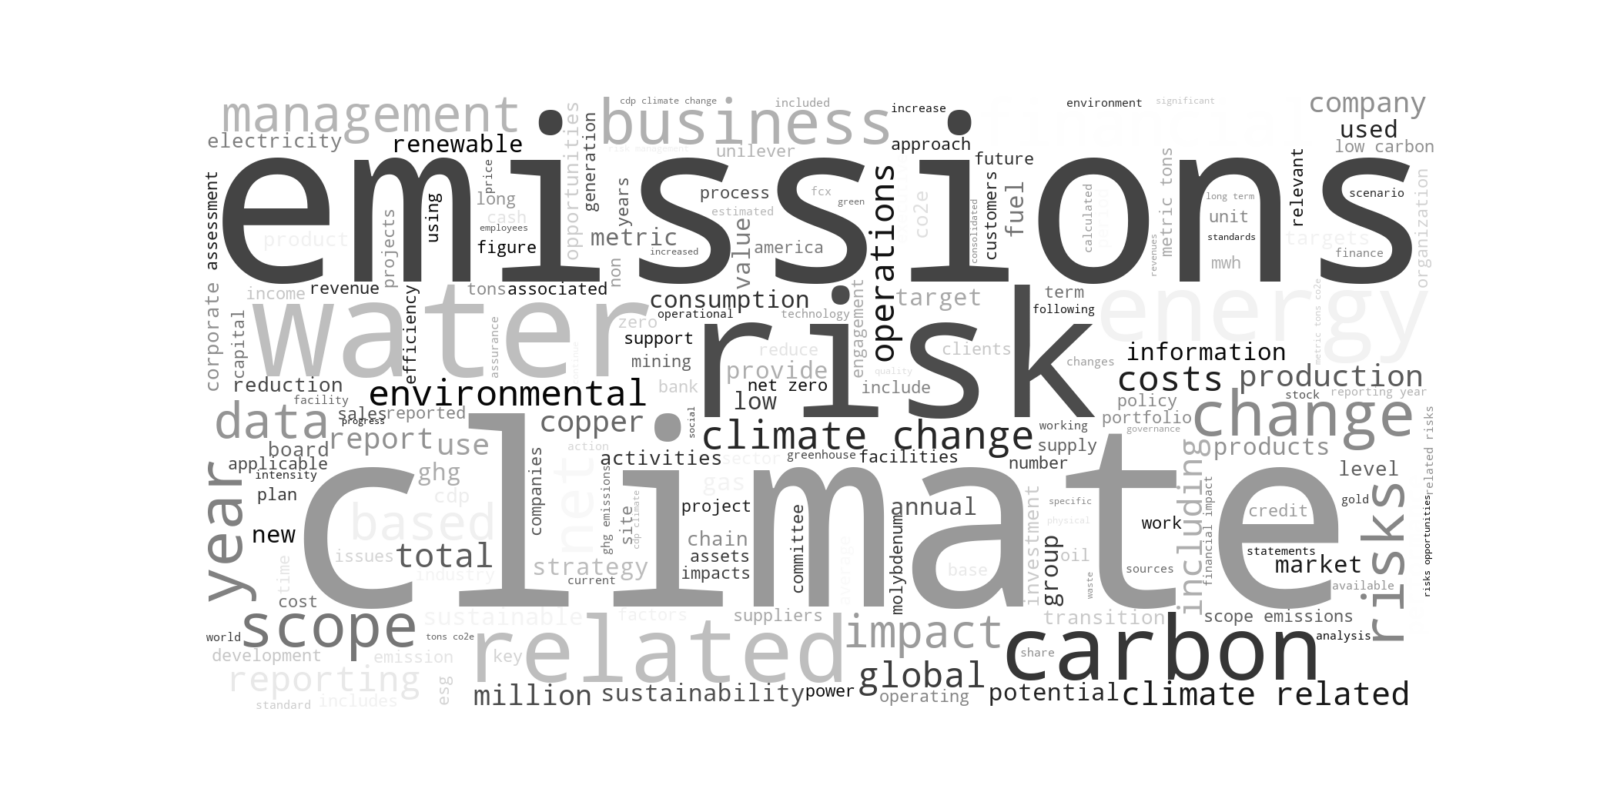 cdp climate change
included
increase
environment
significant
company
management
business
opportunities
electricity
renewable
generation
risk management
unilever
approach
used
low carbon
emissions
future
price
corporate assessment
using
long
cash
employees
product
projects
figure
years
process
estimated
metric
increased
value
america
fcx
green
operations
co2e
customers
consolidated
fuel
calculated
metric tons
revenues
long term
unit
standards
mwh
relevant
targets
scenario
finance
organization
income
revenue
tons
associated
non
consumption
operational
technology
target
term
following
energy
water
capital
efficiency
assurance
zero
support
mining
reduce
engagement
clients
changes
information
metric tons co2e
risk
reduction
facility
environmental
bank
provide
net zero
low
quality
include
costs
production
policy
portfolio
stock
reporting year
data
sales
reported
progress
report
use
copper
social
climate change
working
supply
governance
change
products
board
applicable
intensity
plan
ghg
cdp
action
activities
sector
gas
greenhouse
facilities
number
level
related risks
year
new
based
net
companies
ghg emissions
site
cdp climate
project
committee
annual
molybdenum
investment
specific
physical
work
including
financial impact
credit
gold
risks
risks opportunities
climate
issues
total
time
industry
strategy
current
chain
assets
impacts
average
base
oil
group
waste
sources
statements
market
available
cost
scope
sustainable
factors
suppliers
transition
scope emissions
world
tons co2e
related
impact
carbon
share
analysis
development
emission
key
reporting
esg
global
standard
includes
million
sustainability
power
operating
potential
climate related